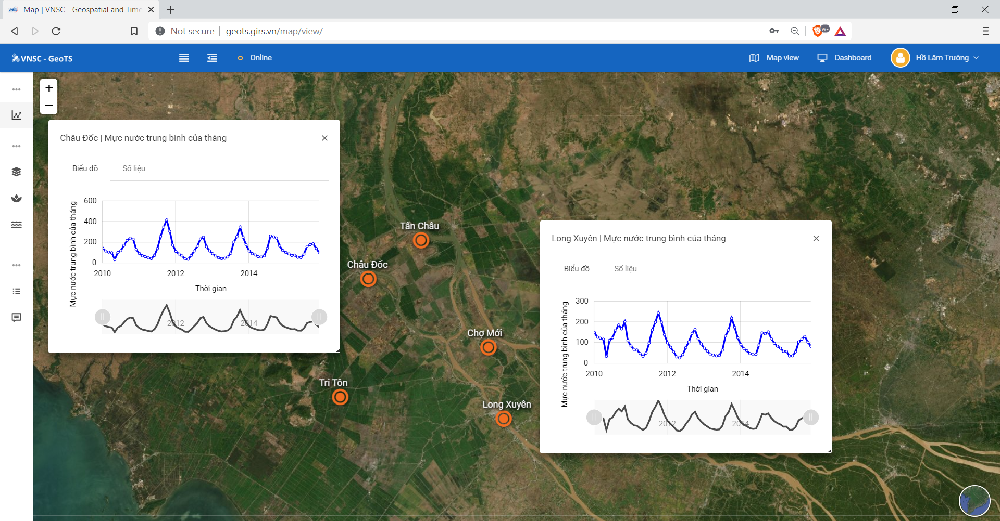 Map | VNSC - Geospatial and Time
Not secure | geots.girs.vn/map/view/
99+
VNSC - GeoTS
Online
Map view
Dashboard
Hồ Lâm Trường
+
−
Châu Đốc | Mực nước trung bình của tháng
Biểu đồ
Số liệu
Mực nước trung bình của tháng
600
400
200
0
2010
2012
2014
Thời gian
2012
2014
Tân Châu
Châu Đốc
Chợ Mới
Tri Tôn
Long Xuyên
Long Xuyên | Mực nước trung bình của tháng
Biểu đồ
Số liệu
Mực nước trung bình của tháng
300
200
100
0
2010
2012
2014
Thời gian
2012
2014